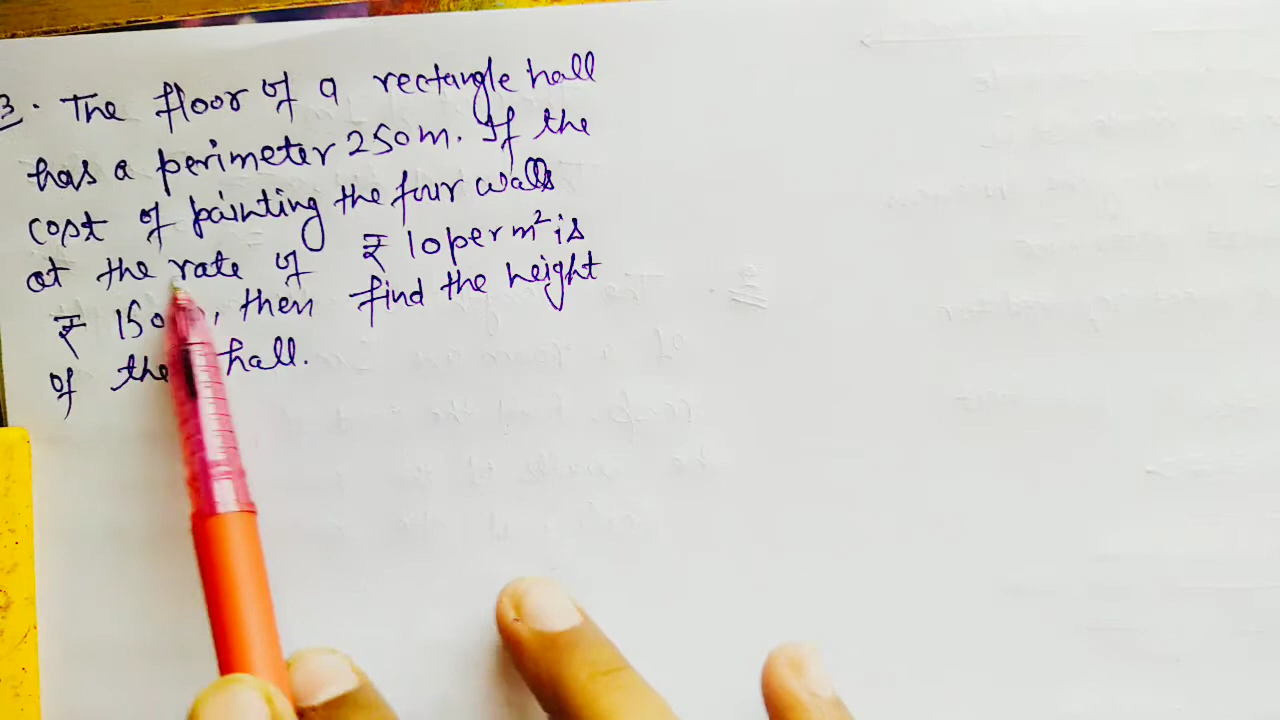 3. The floor of a rectangle hall
has a perimeter 250m. If the
cost of painting the four walls
at the rate of ₹ 10 per m² is
₹ 150, then find the height
of the hall.